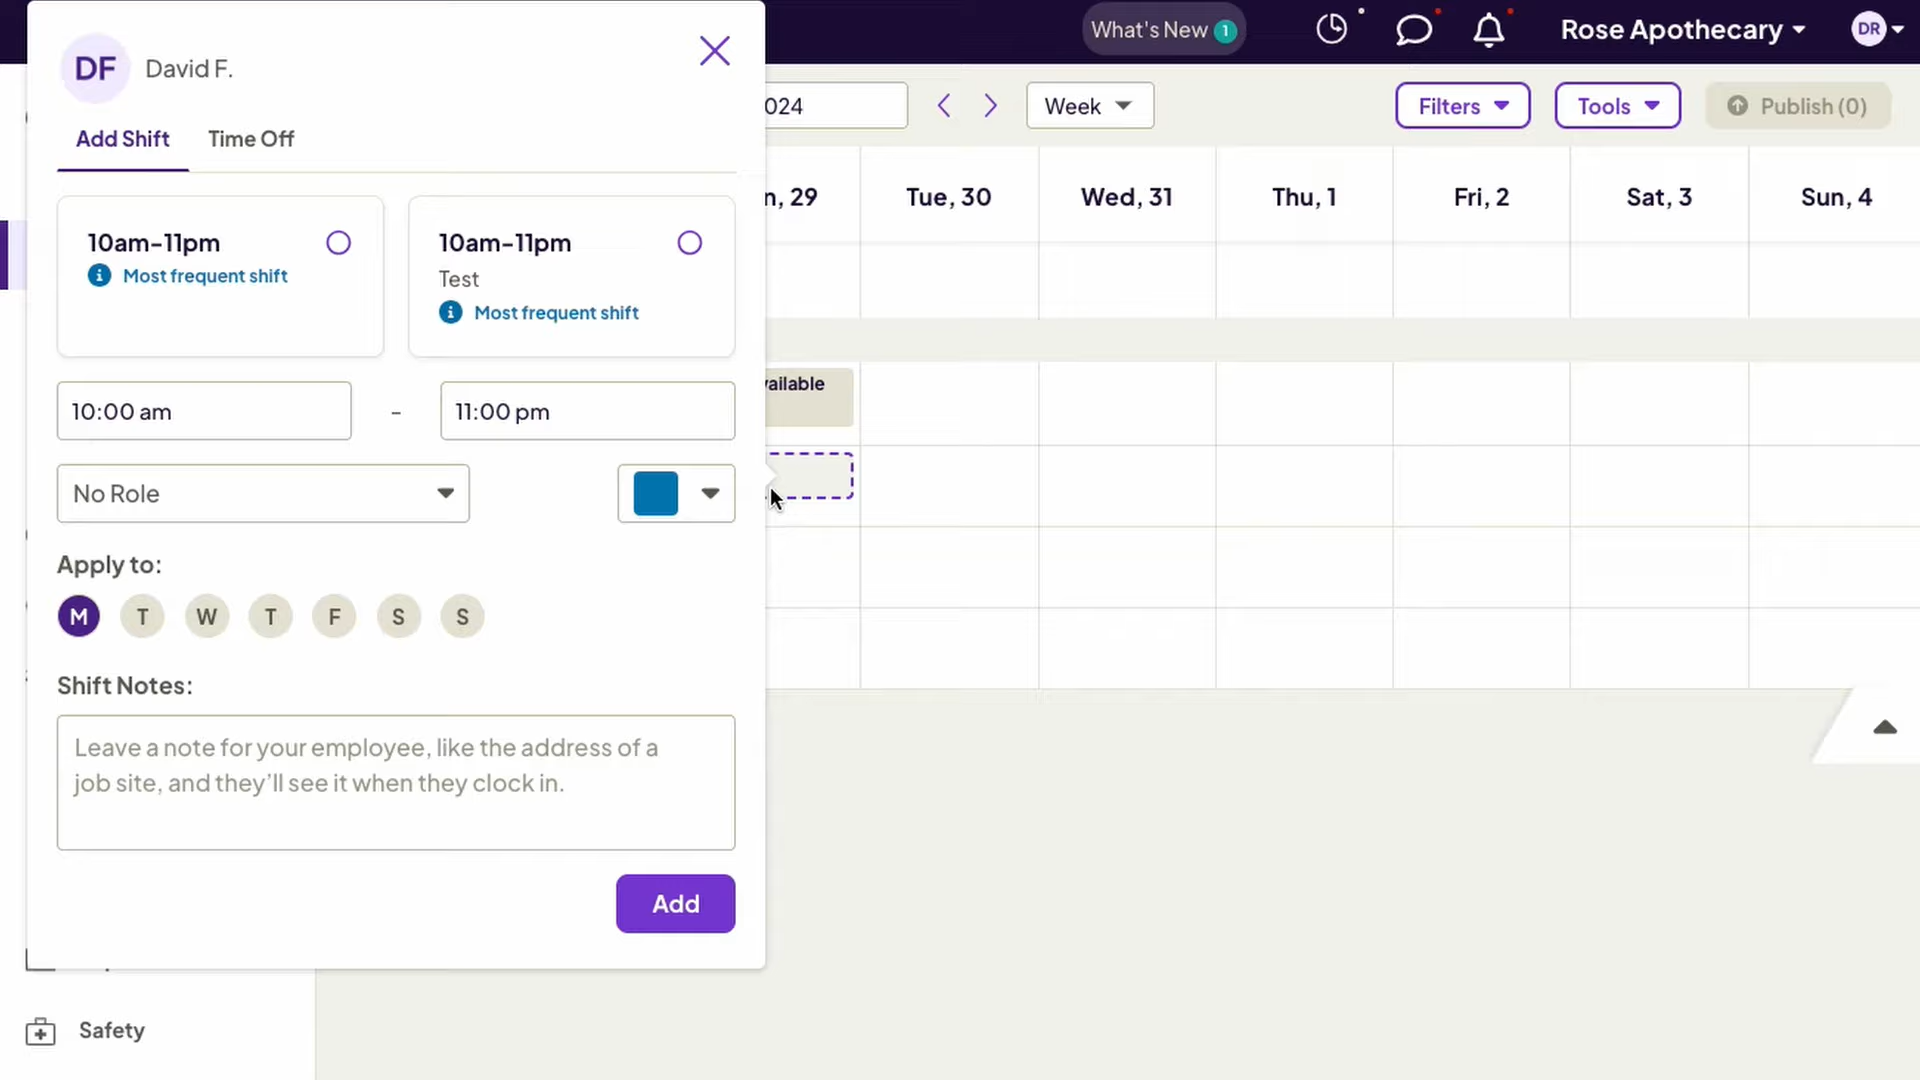 What's New 1
Rose Apothecary
DR
DF
David F.
Add Shift
Time Off
024
Week
Filters
Tools
Publish (0)
n, 29
Tue, 30
Wed, 31
Thu, 1
Fri, 2
Sat, 3
Sun, 4
10am-11pm
Most frequent shift
10am-11pm
Test
Most frequent shift
vailable
10:00 am
-
11:00 pm
No Role
Apply to:
M T W T F S S
Shift Notes:
Leave a note for your employee, like the address of a
job site, and they'll see it when they clock in.
Add
Safety